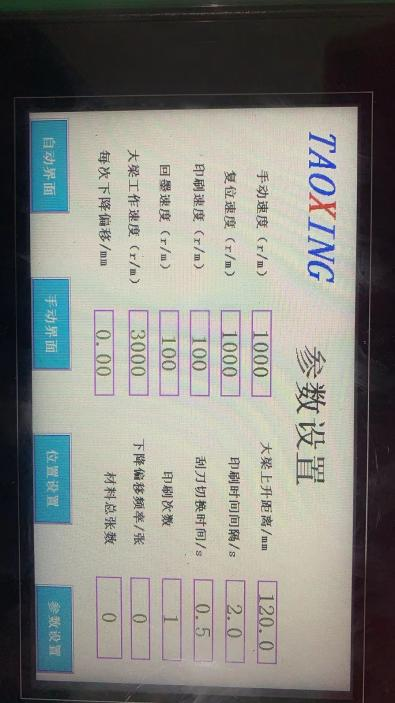 TAOXING 参数设置
手动速度（r/m） 1000 大梁上升距离/mm 120.0
复位速度（r/m） 1000 印刷时间间隔/s 2.0
印刷速度（r/m） 100 刮刀切换时间/s 0.5
回墨速度（r/m） 100 印刷次数 1
大梁工作速度（r/m） 3000 下降偏移频率/张 0
每次下降偏移/mm 0.00 材料总张数 0
自动界面 手动界面 位置设置 参数设置